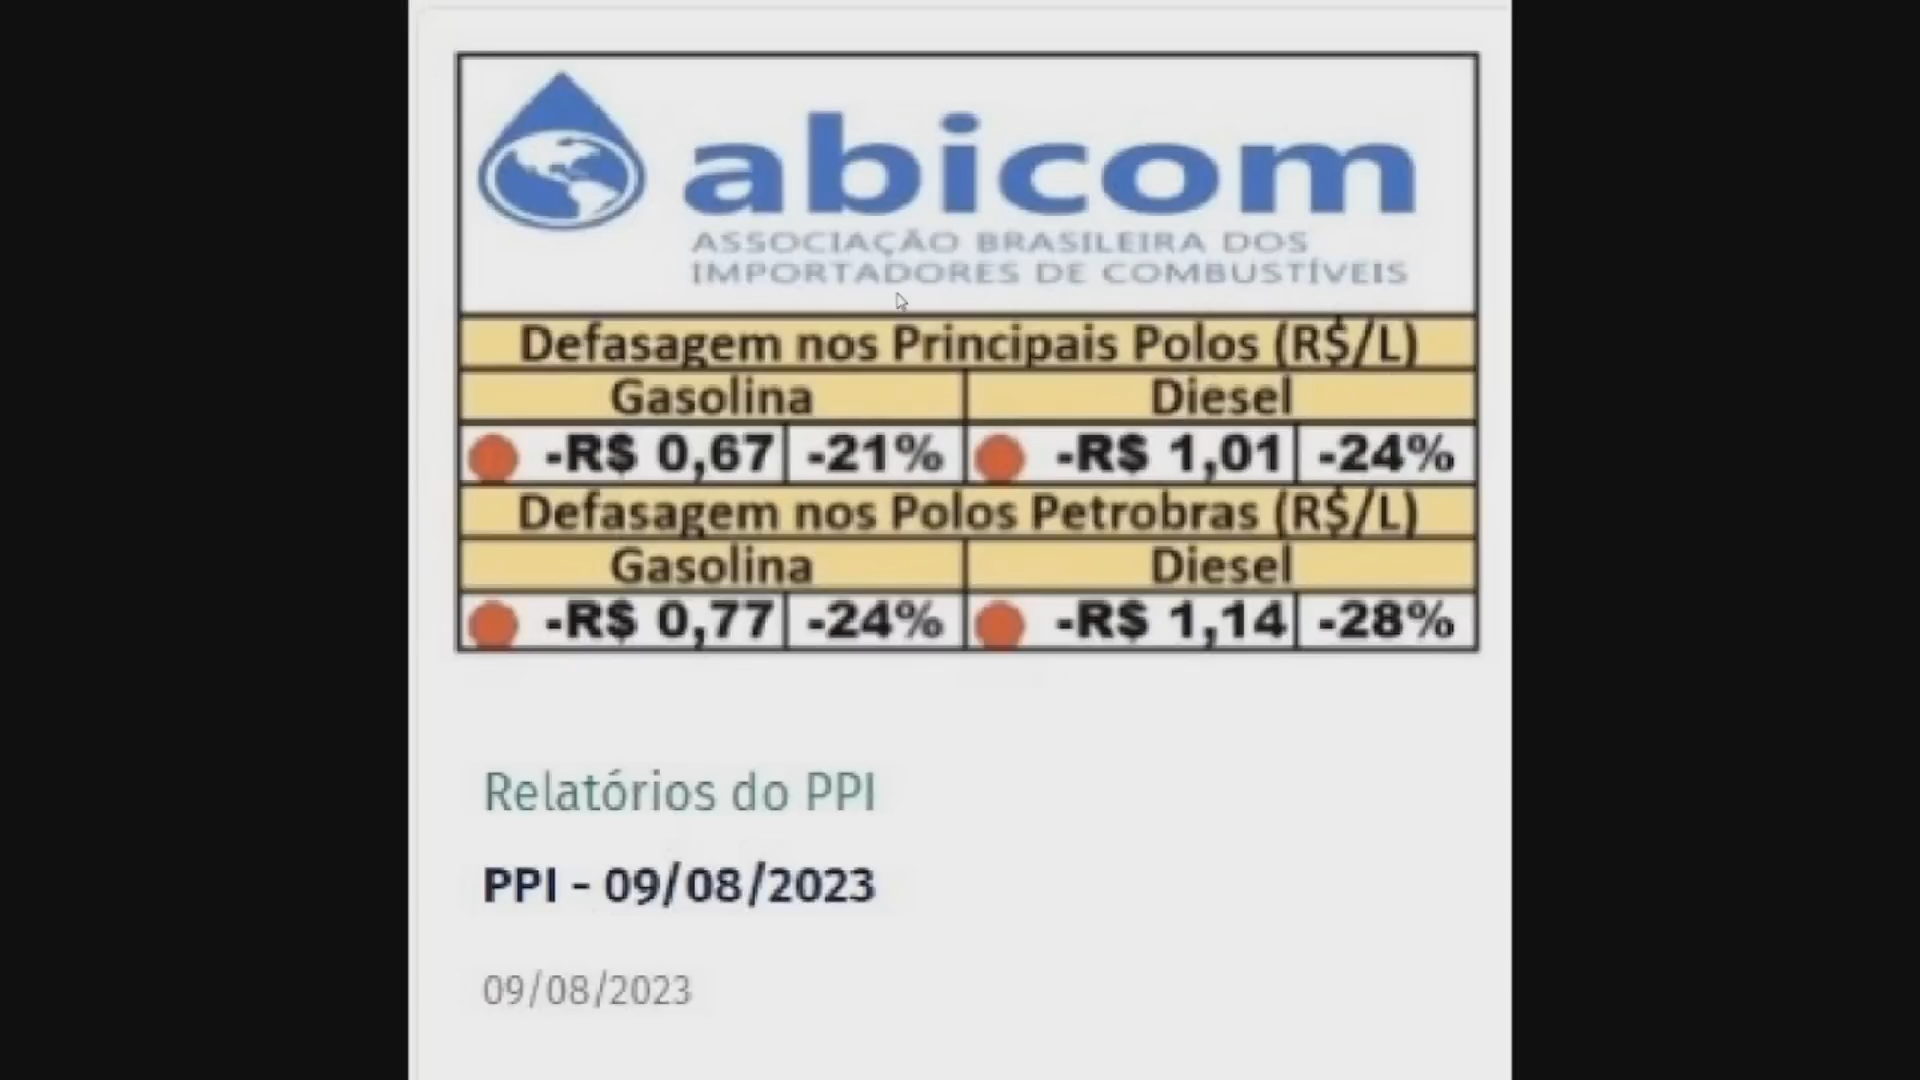 abicom
ASSOCIAÇÃO BRASILEIRA DOS
IMPORTADORES DE COMBUSTÍVEIS
Defasagem nos Principais Polos (R$/L)
Gasolina Diesel
-R$ 0,67 -21% -R$ 1,01 -24%
Defasagem nos Polos Petrobras (R$/L)
Gasolina Diesel
-R$ 0,77 -24% -R$ 1,14 -28%
Relatórios do PPI
PPI - 09/08/2023
09/08/2023